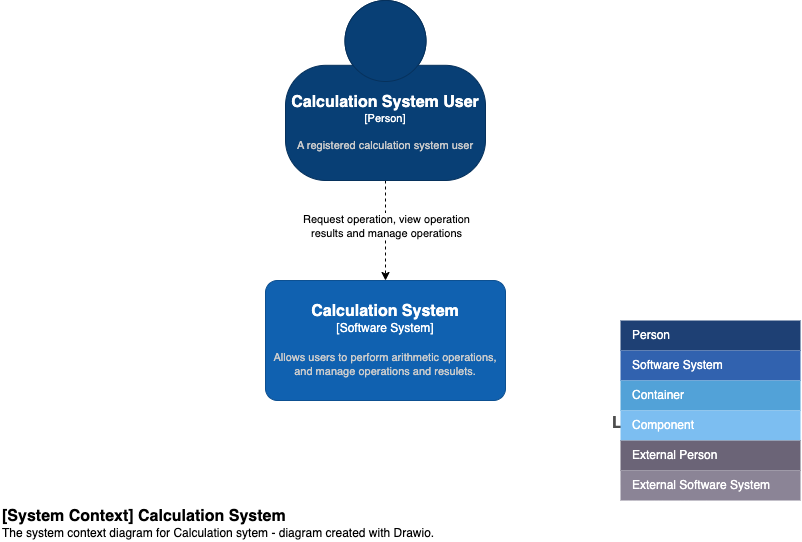 Calculation System User
[Person]
A registered calculation system user
Request operation, view operation
results and manage operations
Calculation System
[Software System]
Allows users to perform arithmetic operations,
and manage operations and resulets.
Person
Software System
Container
L
Component
External Person
External Software System
[System Context] Calculation System
The system context diagram for Calculation sytem - diagram created with Drawio.